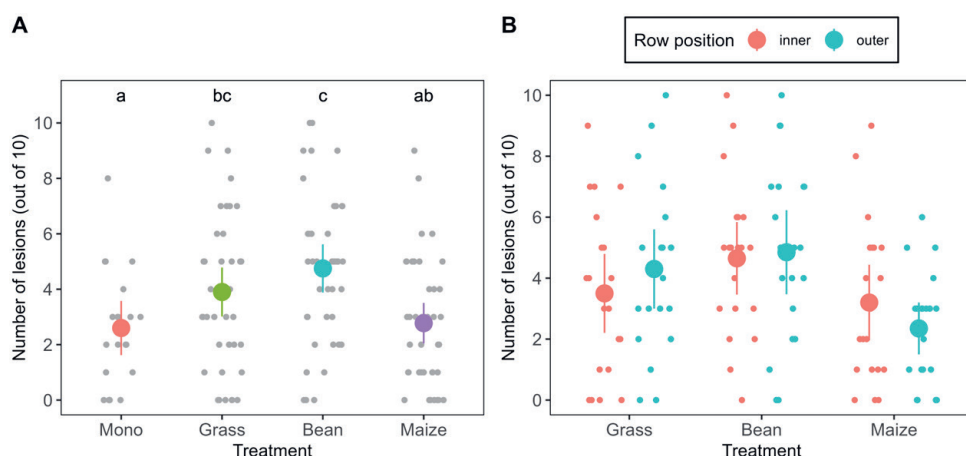 A
Number of lesions (out of 10)
a bc c ab
10
8
6
4
2
0
Mono Grass Bean Maize
Treatment
B
Row position inner outer
Number of lesions (out of 10)
10
8
6
4
2
0
Grass Bean Maize
Treatment